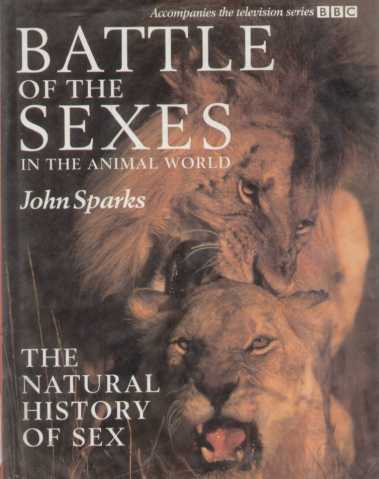 Accompanies the television series BBC
BATTLE
OF THE
SEXES
IN THE ANIMAL WORLD
John Sparks
THE
NATURAL
HISTORY
OF SEX